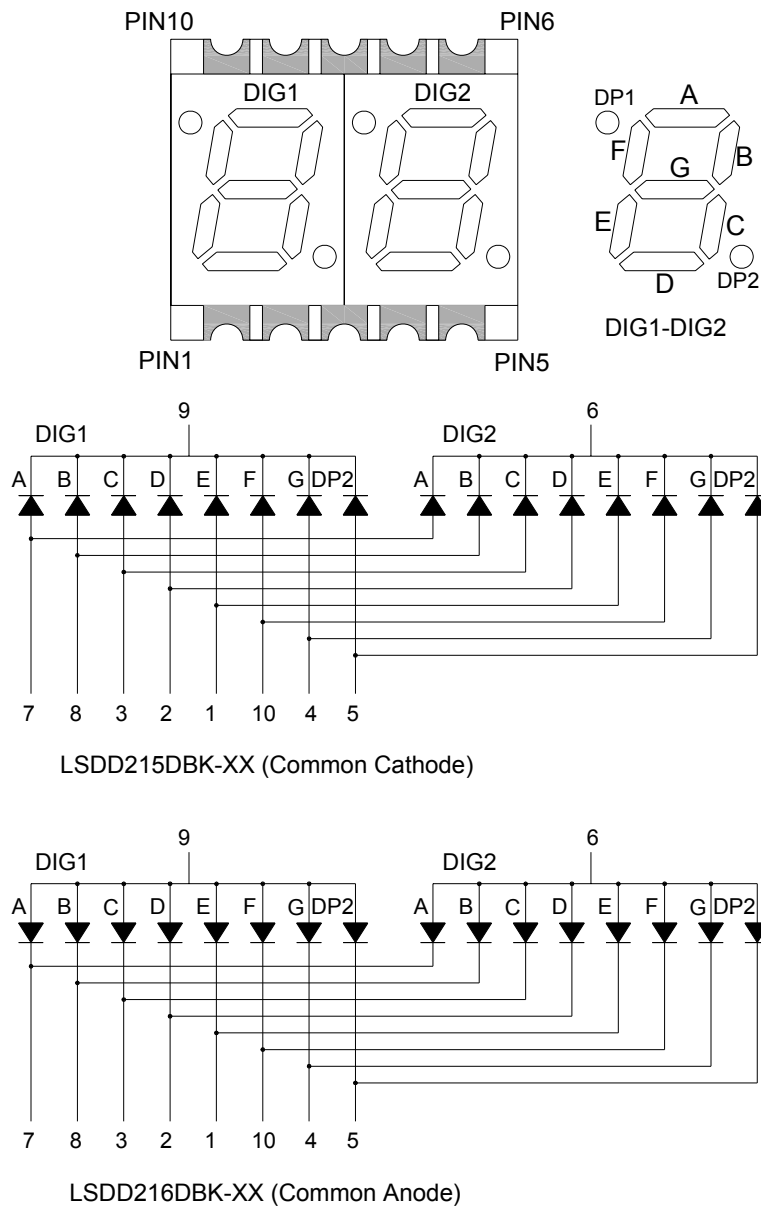 PIN10 PIN6
DIG1 DIG2
DP1 A
F B
G
E C
D DP2
DIG1-DIG2
PIN1 PIN5
9 6
DIG1 DIG2
A B C D E F G DP2 A B C D E F G DP2
7 8 3 2 1 10 4 5
LSDD215DBK-XX (Common Cathode)
9 6
DIG1 DIG2
A B C D E F G DP2 A B C D E F G DP2
7 8 3 2 1 10 4 5
LSDD216DBK-XX (Common Anode)